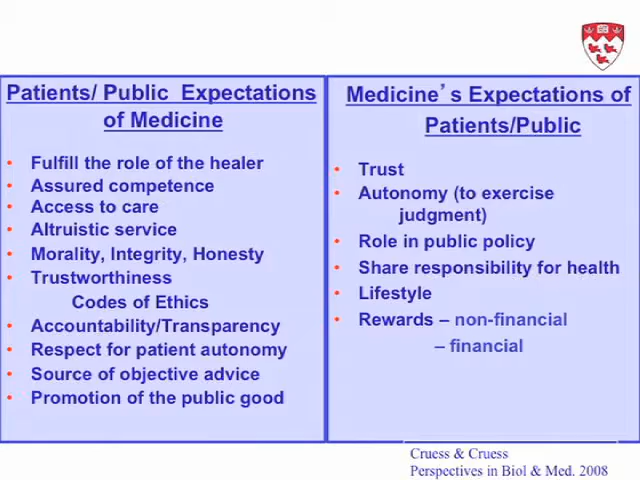 Patients/ Public Expectations
of Medicine
• Fulfill the role of the healer
• Assured competence
• Access to care
• Altruistic service
• Morality, Integrity, Honesty
• Trustworthiness
Codes of Ethics
• Accountability/Transparency
• Respect for patient autonomy
• Source of objective advice
• Promotion of the public good
Medicine’s Expectations of
Patients/Public
• Trust
• Autonomy (to exercise
judgment)
• Role in public policy
• Share responsibility for health
• Lifestyle
• Rewards – non-financial
– financial
Cruess & Cruess
Perspectives in Biol & Med. 2008